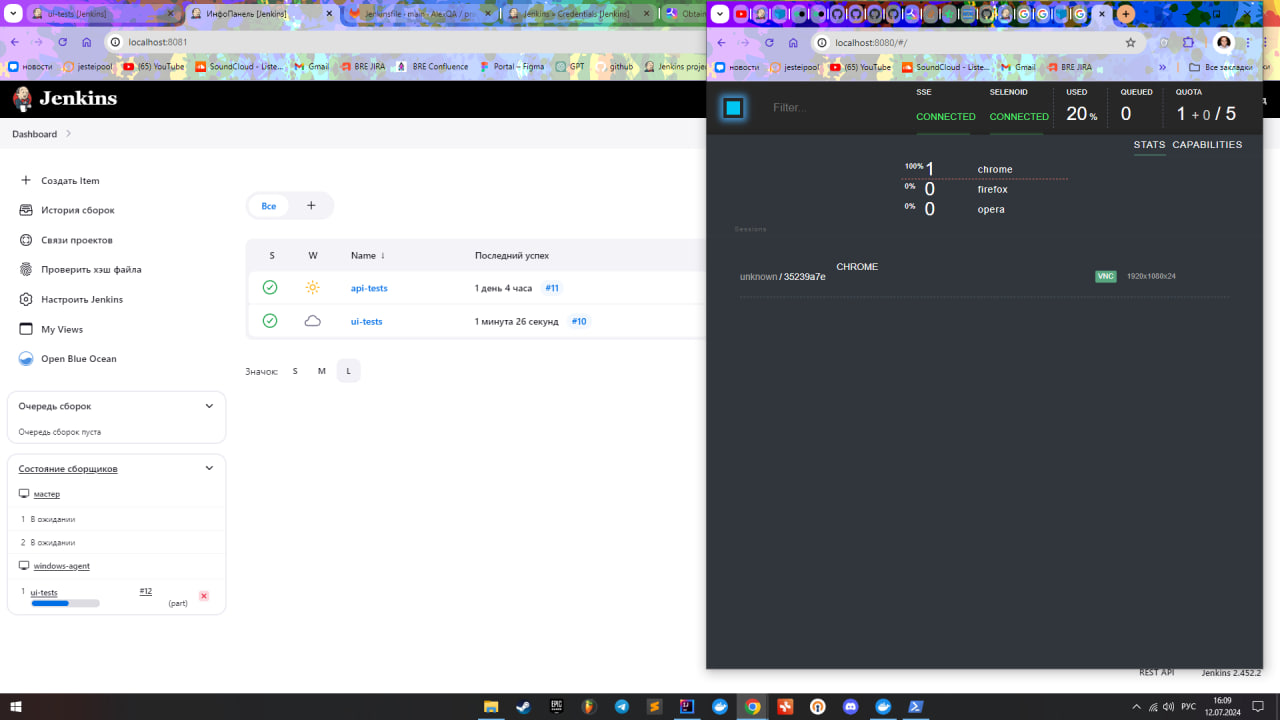 ui-tests [Jenkins]
ИнфоПанель [Jenkins]
Jenkinsfile · main · AlexQA / pro
Jenkins » Credentials [Jenkins]
Obtain
localhost:8081
новости
jesteipool
(65) YouTube
SoundCloud - Liste...
Gmail
BRE JIRA
BRE Confluence
Portal – Figma
GPT
github
Jenkins projec
Jenkins
Dashboard
Создать Item
История сборок
Связи проектов
Проверить хэш файла
Настроить Jenkins
My Views
Open Blue Ocean
Очередь сборок
Очередь сборок пуста
Состояние сборщиков
мастер
1 В ожидании
2 В ожидании
windows-agent
1 ui-tests #12
(part)
Все +
S W Name ↓ Последний успех
api-tests 1 день 4 часа #11
ui-tests 1 минута 26 секунд #10
Значок: S M L
localhost:8080/#/
новости
jesteipool
(65) YouTube
SoundCloud - Liste...
Gmail
BRE JIRA
»
Все закладки
Filter...
SSE
CONNECTED
SELENOID
CONNECTED
USED
20 %
QUEUED
0
QUOTA
1 + 0 / 5
STATS CAPABILITIES
100% 1 chrome
0% 0 firefox
0% 0 opera
Sessions
unknown / 35239a7e
CHROME
VNC 1920x1080x24
REST API
Jenkins 2.452.2
РУС
16:09
12.07.2024